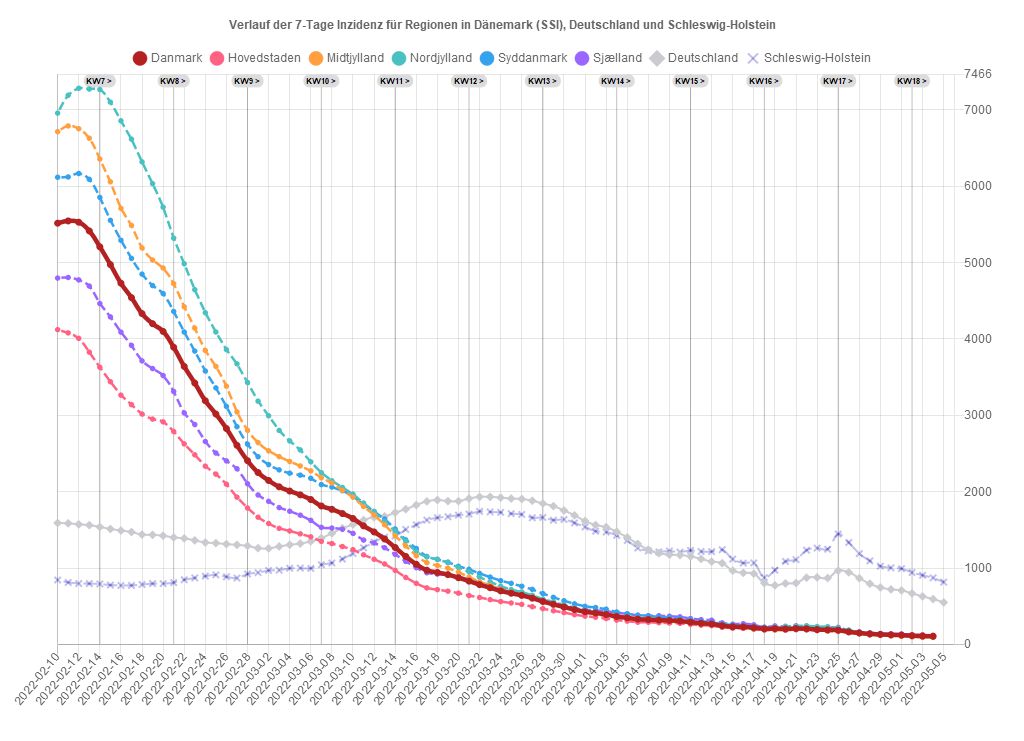 Verlauf der 7-Tage Inzidenz für Regionen in Dänemark (SSI), Deutschland und Schleswig-Holstein
Danmark Hovedstaden Midtjylland Nordjylland Syddanmark Sjælland Deutschland Schleswig-Holstein
KW7 > KW8 > KW9 > KW10 > KW11 > KW12 > KW13 > KW14 > KW15 > KW16 > KW17 > KW18 >
7466
7000
6000
5000
4000
3000
2000
1000
0
2022-02-10 2022-02-12 2022-02-14 2022-02-16 2022-02-18 2022-02-20 2022-02-22 2022-02-24 2022-02-26 2022-02-28 2022-03-02 2022-03-04 2022-03-06 2022-03-08 2022-03-10 2022-03-12 2022-03-14 2022-03-16 2022-03-18 2022-03-20 2022-03-22 2022-03-24 2022-03-26 2022-03-28 2022-03-30 2022-04-01 2022-04-03 2022-04-05 2022-04-07 2022-04-09 2022-04-11 2022-04-13 2022-04-15 2022-04-17 2022-04-19 2022-04-21 2022-04-23 2022-04-25 2022-04-27 2022-04-29 2022-05-01 2022-05-03 2022-05-05